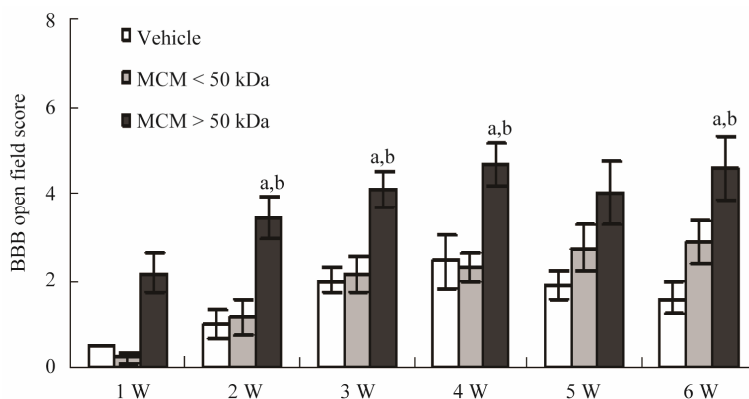 8
Vehicle
MCM < 50 kDa
6
MCM > 50 kDa
a,b
a,b
a,b
a,b
4
2
0
BBB open field score
1 W 2 W 3 W 4 W 5 W 6 W